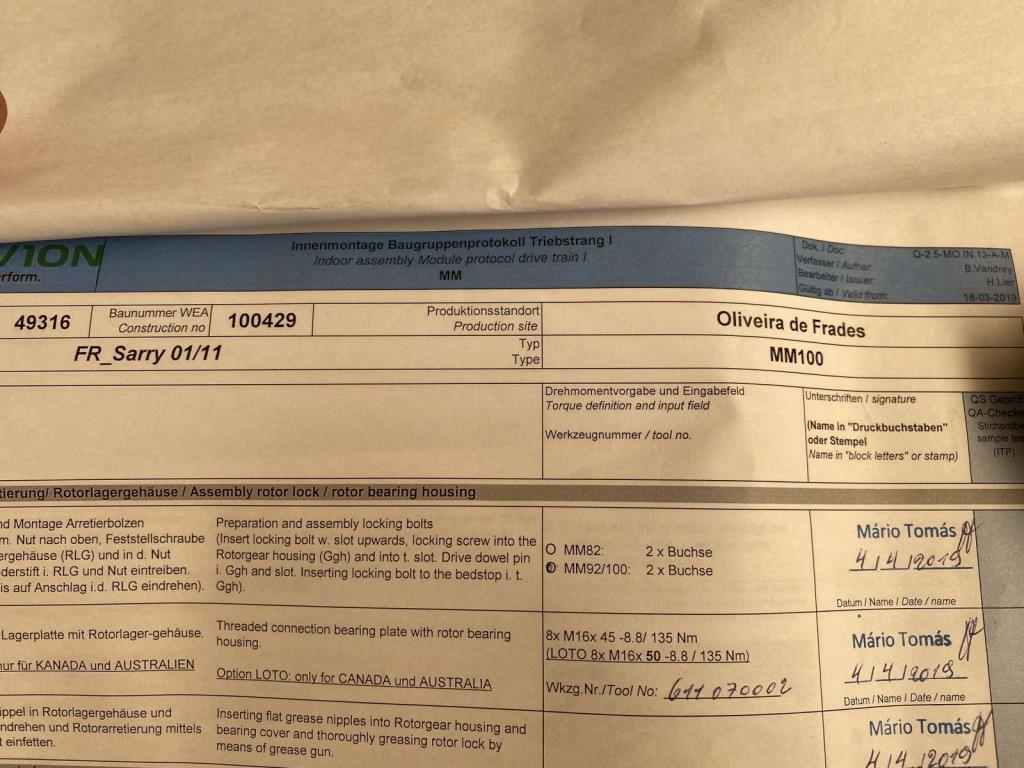 VION
Innenmontage Baugruppenprotokoll Triebstrang I
Indoor assembly Module protocol drive train I
MM
Dok. / Doc:
Q-2.5-MO.IN.13-A-M
Verfasser / Author:
B.Vandrey
Bearbeiter / Issuer:
H.Lier
Gültig ab / Valid from:
18-03-2019
rform.
49316
Baunummer WEA
Construction no
100429
Produktionsstandort
Production site
Oliveira de Frades
FR_Sarry 01/11
Typ
Type
MM100
Drehmomentvorgabe und Eingabefeld
Torque definition and input field
Werkzeugnummer / tool no.
Unterschriften / signature
(Name in "Druckbuchstaben"
oder Stempel
Name in "block letters" or stamp)
QS Geprüf
QA-Checke
Stichprobe
sample tes
(ITP)
tierung/ Rotorlagergehäuse / Assembly rotor lock / rotor bearing housing
nd Montage Arretierbolzen
m. Nut nach oben, Feststellschraube
ergehäuse (RLG) und in d. Nut
derstift i. RLG und Nut eintreiben.
is auf Anschlag i.d. RLG eindrehen).
Preparation and assembly locking bolts
(Insert locking bolt w. slot upwards, locking screw into the
Rotorgear housing (Ggh) and into t. slot. Drive dowel pin
i. Ggh and slot. Inserting locking bolt to the bedstop i. t.
Ggh).
MM82: 2 x Buchse
MM92/100: 2 x Buchse
Mário Tomás
4/4/2019
Datum / Name / Date / name
Lagerplatte mit Rotorlager-gehäuse.
nur für KANADA und AUSTRALIEN
Threaded connection bearing plate with rotor bearing
housing.
Option LOTO: only for CANADA und AUSTRALIA
8x M16x 45 -8.8/ 135 Nm
(LOTO 8x M16x 50 -8.8 / 135 Nm)
Wkzg.Nr./Tool No: 611 070002
Mário Tomás
4/4/2019
Datum / Name / Date / name
ippel in Rotorlagergehäuse und
ndrehen und Rotorarretierung mittels
t einfetten.
Inserting flat grease nipples into Rotorgear housing and
bearing cover and thoroughly greasing rotor lock by
means of grease gun.
Mário Tomás
4/4/2019